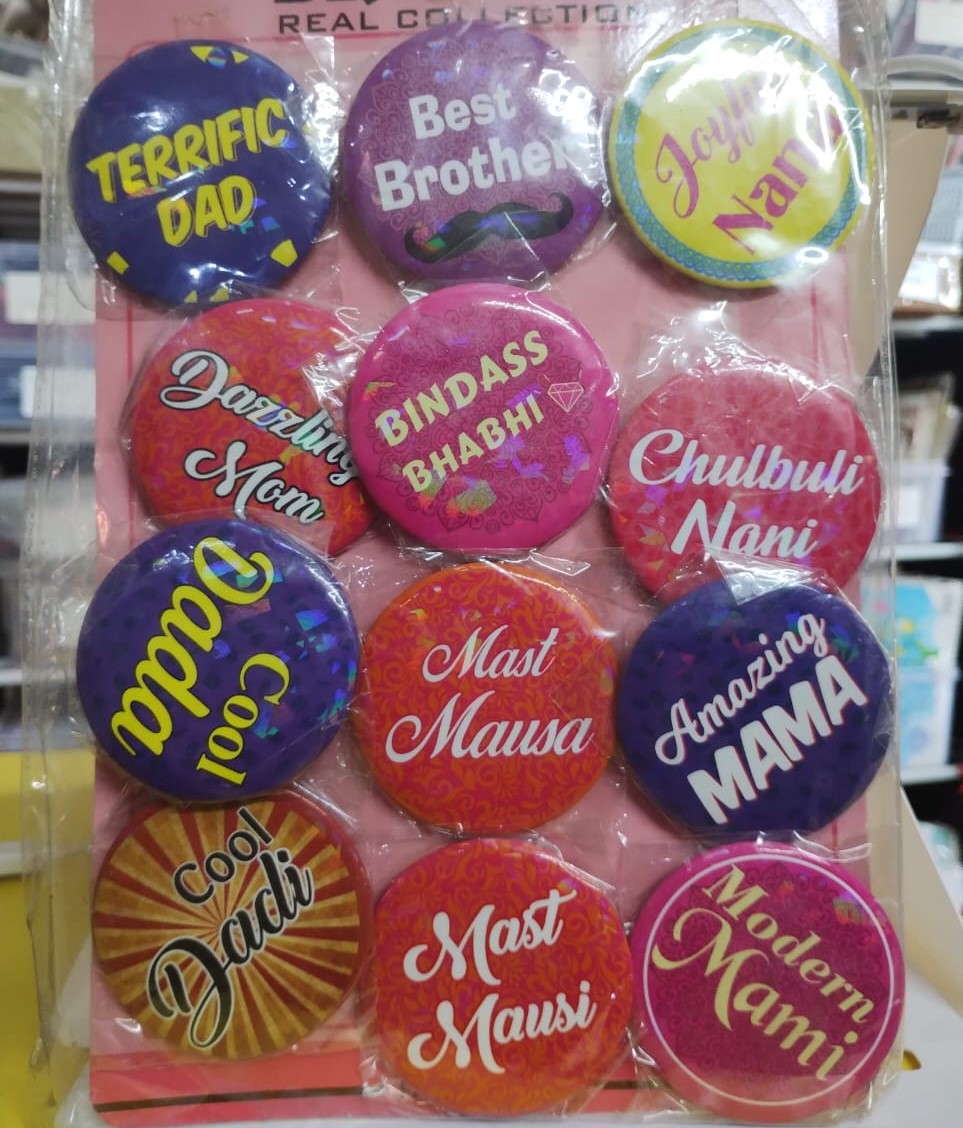 REAL COLLECTION
TERRIFIC
DAD
Best
Brother
Dazzling
Mom
BINDASS
BHABHI
Chulbuli
Nani
Cool
Dada
Mast
Mausa
Amazing
MAMA
Cool
Dadi
Mast
Mausi
Modern
Mami